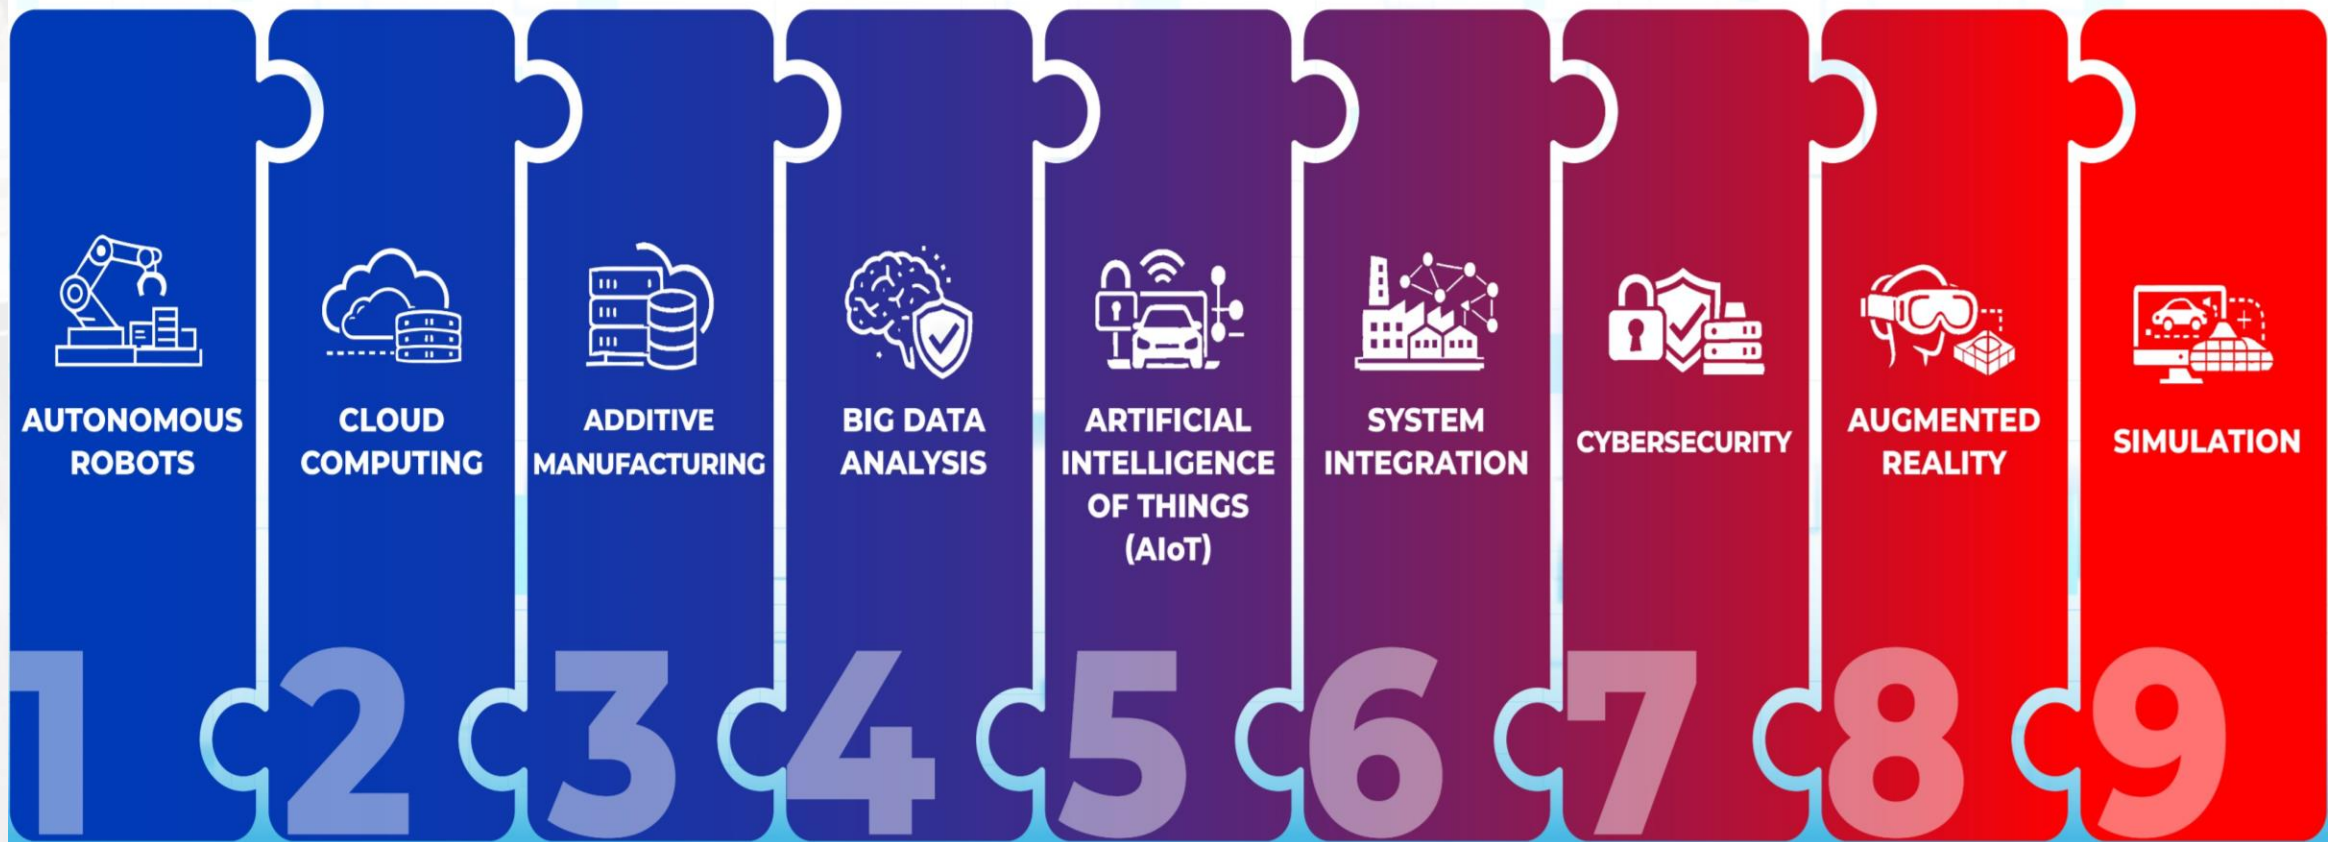 AUTONOMOUS
ROBOTS
1
CLOUD
COMPUTING
2
ADDITIVE
MANUFACTURING
3
BIG DATA
ANALYSIS
4
ARTIFICIAL
INTELLIGENCE
OF THINGS
(AIoT)
5
SYSTEM
INTEGRATION
6
CYBERSECURITY
7
AUGMENTED
REALITY
8
SIMULATION
9